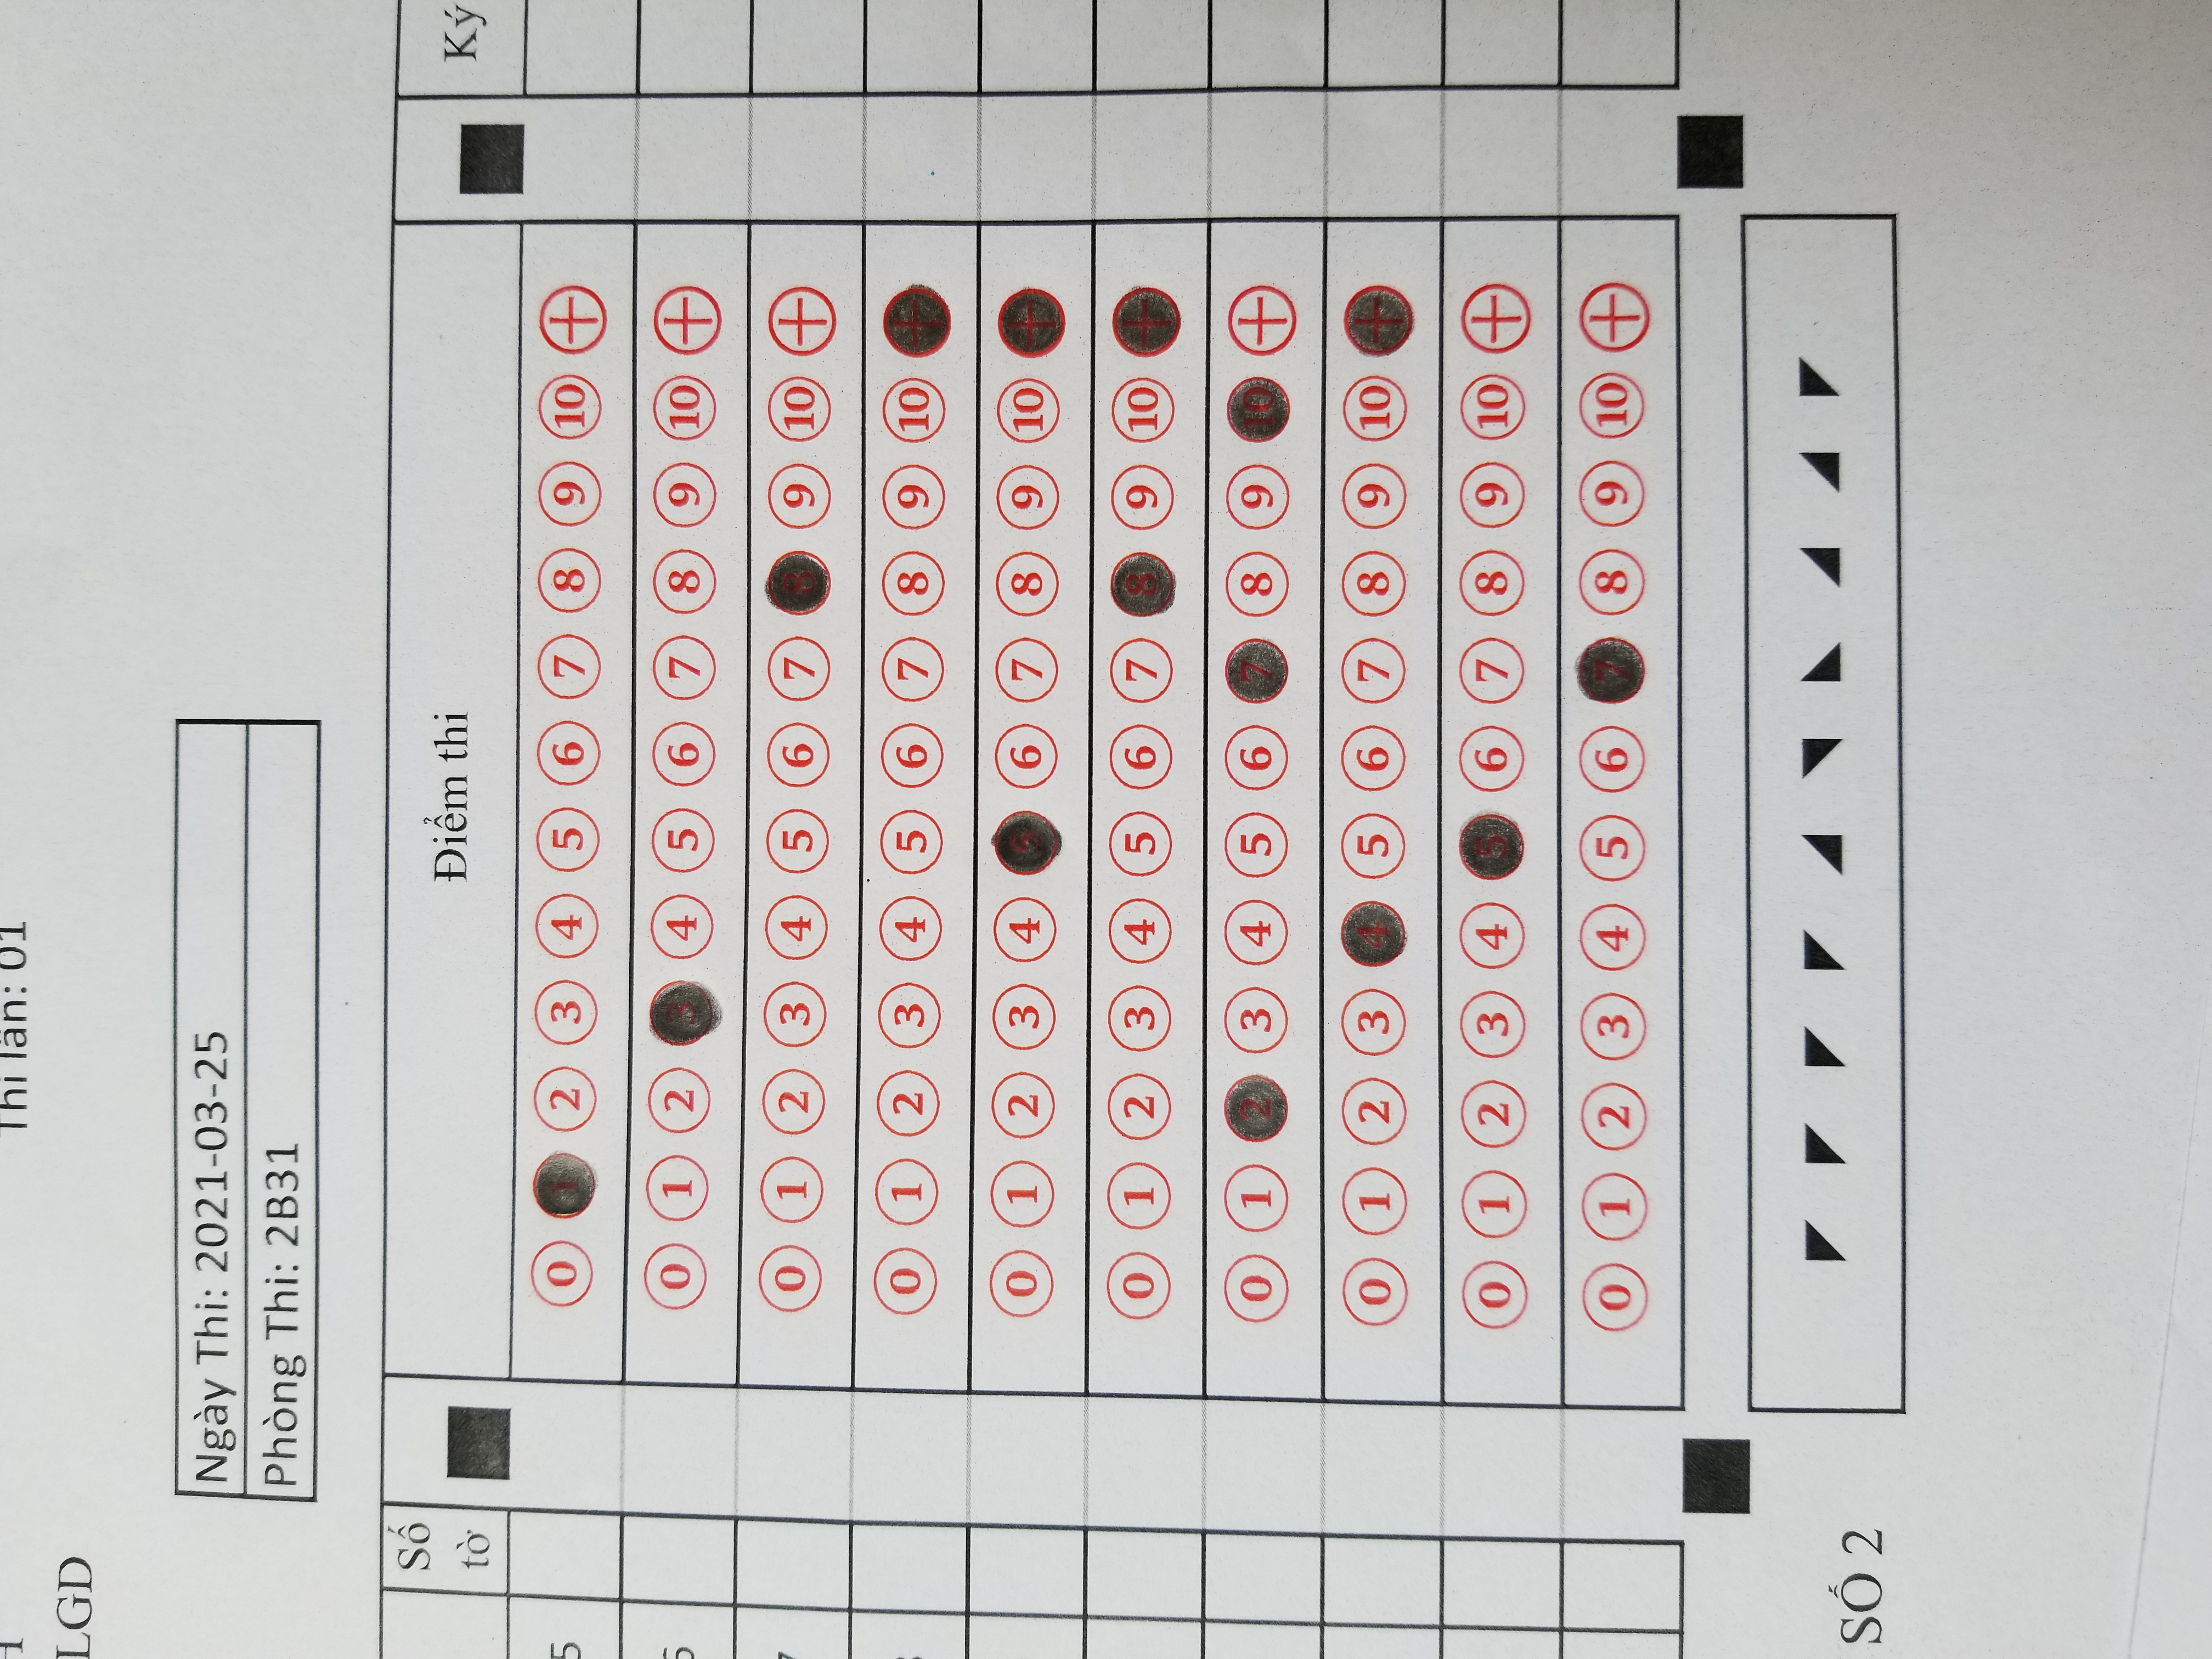 Thi lần: 01
LGD
Ngày Thi: 2021-03-25
Phòng Thi: 2B31
Số tờ Điểm thi Ký
5 0 1 2 3 4 5 6 7 8 9 10
6 0 1 2 3 4 5 6 7 8 9 10
7 0 1 2 3 4 5 6 7 8 9 10
0 1 2 3 4 5 6 7 8 9 10
0 1 2 3 4 5 6 7 8 9 10
0 1 2 3 4 5 6 7 8 9 10
0 1 2 3 4 5 6 7 8 9 10
0 1 2 3 4 5 6 7 8 9 10
0 1 2 3 4 5 6 7 8 9 10
0 1 2 3 4 5 6 7 8 9 10
SỐ 2